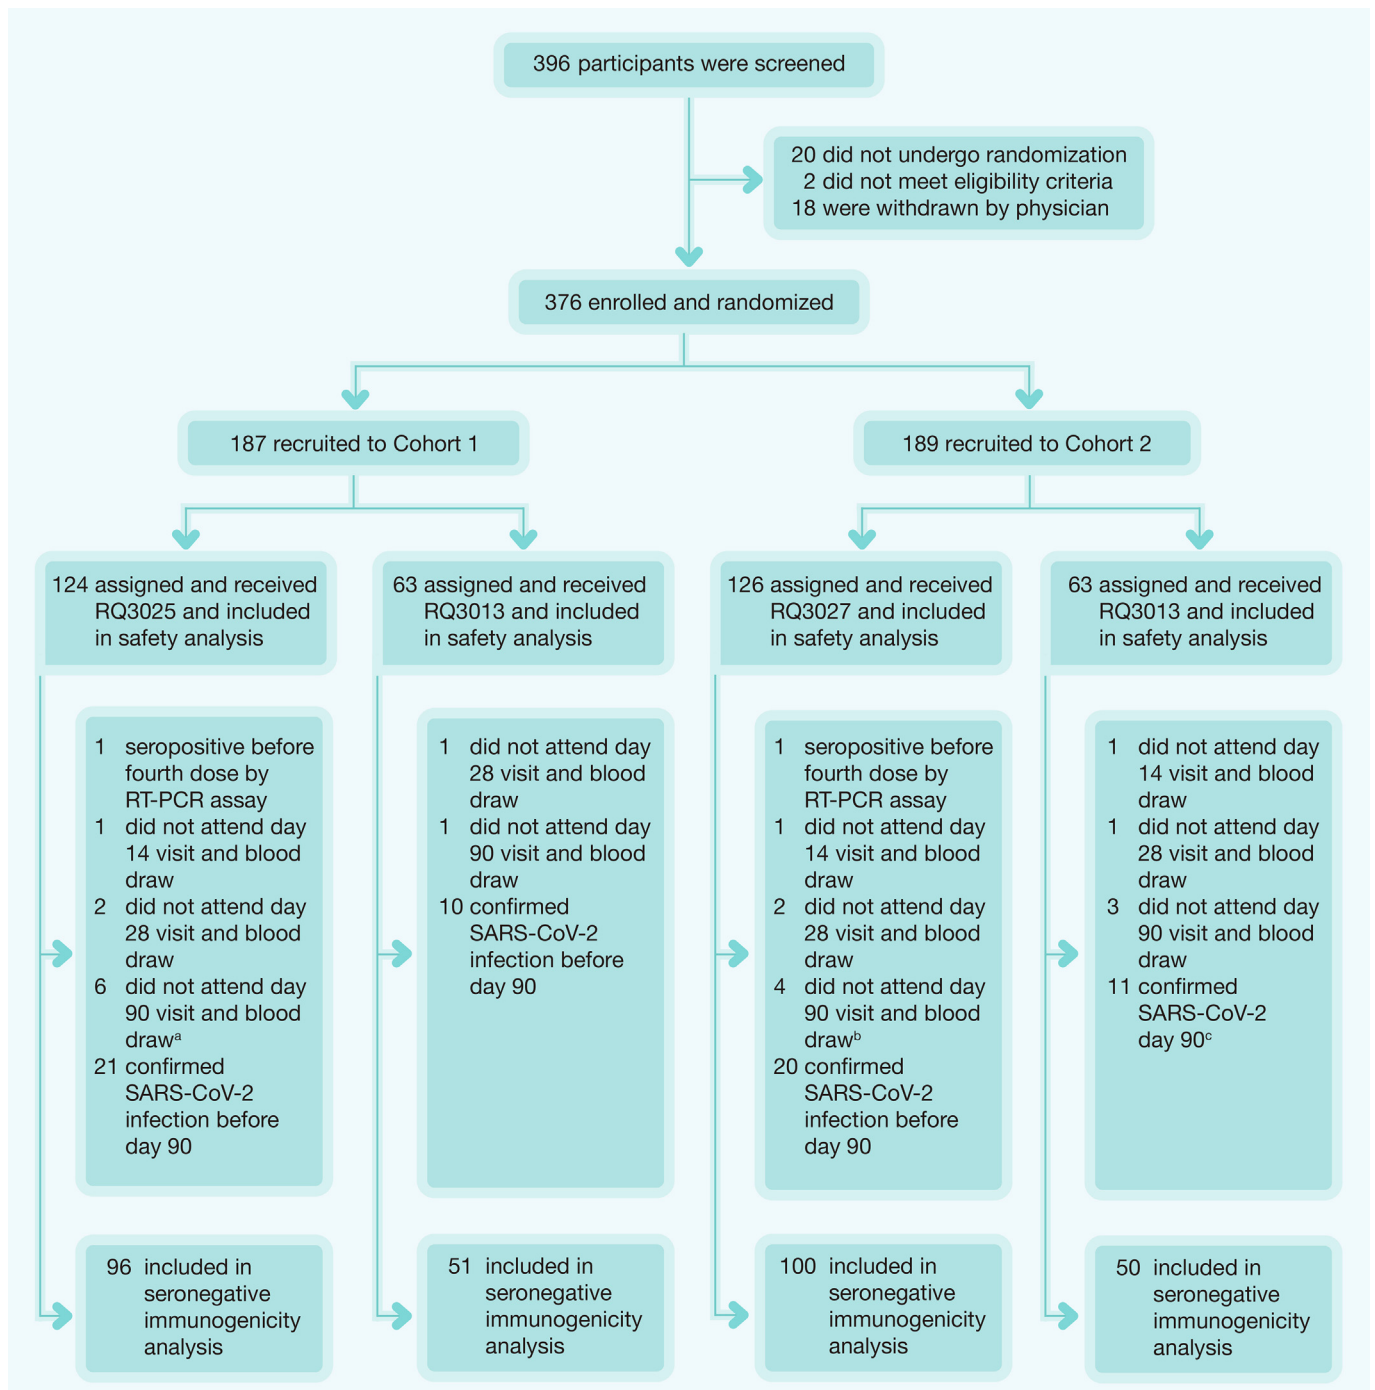 396 participants were screened
20 did not undergo randomization
2 did not meet eligibility criteria
18 were withdrawn by physician
376 enrolled and randomized
187 recruited to Cohort 1
189 recruited to Cohort 2
124 assigned and received
RQ3025 and included
in safety analysis
63 assigned and received
RQ3013 and included
in safety analysis
126 assigned and received
RQ3027 and included
in safety analysis
63 assigned and received
RQ3013 and included
in safety analysis
1 seropositive before
fourth dose by
RT-PCR assay
1 did not attend day
14 visit and blood
draw
2 did not attend day
28 visit and blood
draw
6 did not attend day
90 visit and blood
drawᵃ
21 confirmed
SARS-CoV-2
infection before
day 90
1 did not attend day
28 visit and blood
draw
1 did not attend day
90 visit and blood
draw
10 confirmed
SARS-CoV-2
infection before
day 90
1 seropositive before
fourth dose by
RT-PCR assay
1 did not attend day
14 visit and blood
draw
2 did not attend day
28 visit and blood
draw
4 did not attend day
90 visit and blood
drawᵇ
20 confirmed
SARS-CoV-2
infection before
day 90
1 did not attend day
14 visit and blood
draw
1 did not attend day
28 visit and blood
draw
3 did not attend day
90 visit and blood
draw
11 confirmed
SARS-CoV-2
day 90ᶜ
96 included in
seronegative
immunogenicity
analysis
51 included in
seronegative
immunogenicity
analysis
100 included in
seronegative
immunogenicity
analysis
50 included in
seronegative
immunogenicity
analysis